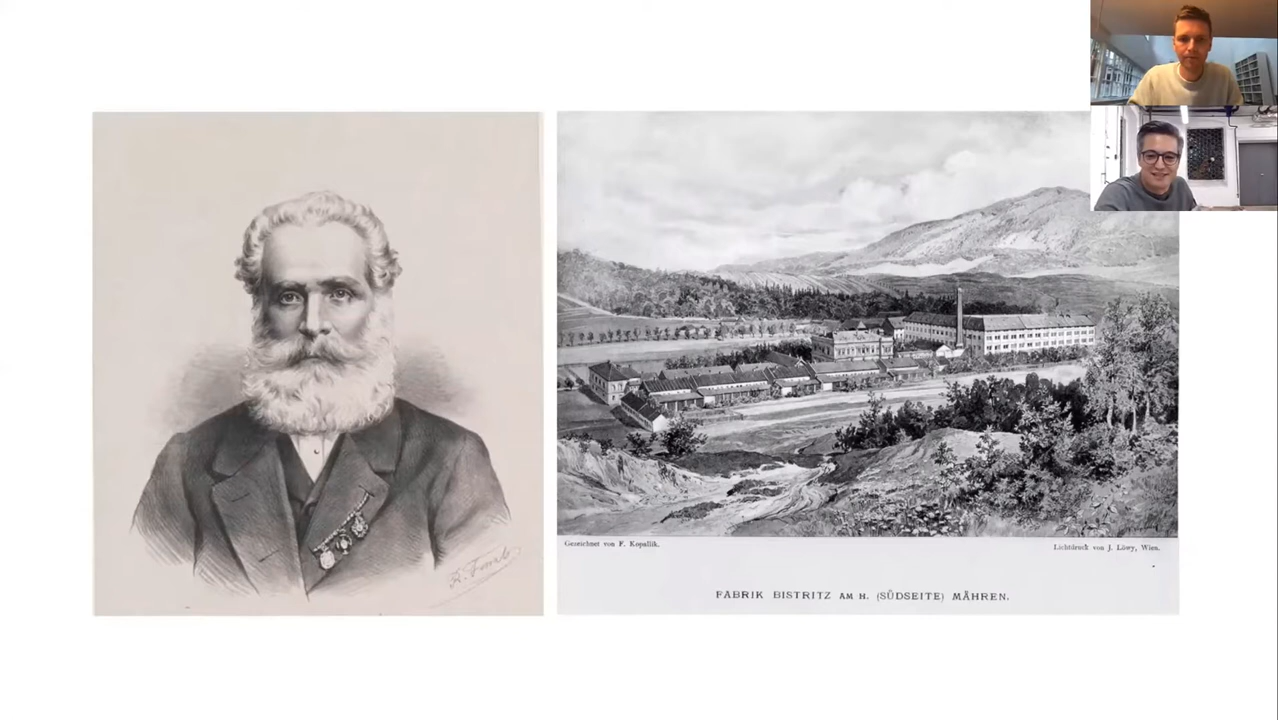 Gezeichnet von F. Kopallik.
Lichtdruck von J. Löwy, Wien.
FABRIK BISTRITZ AM H. (SÜDSEITE) MÄHREN.